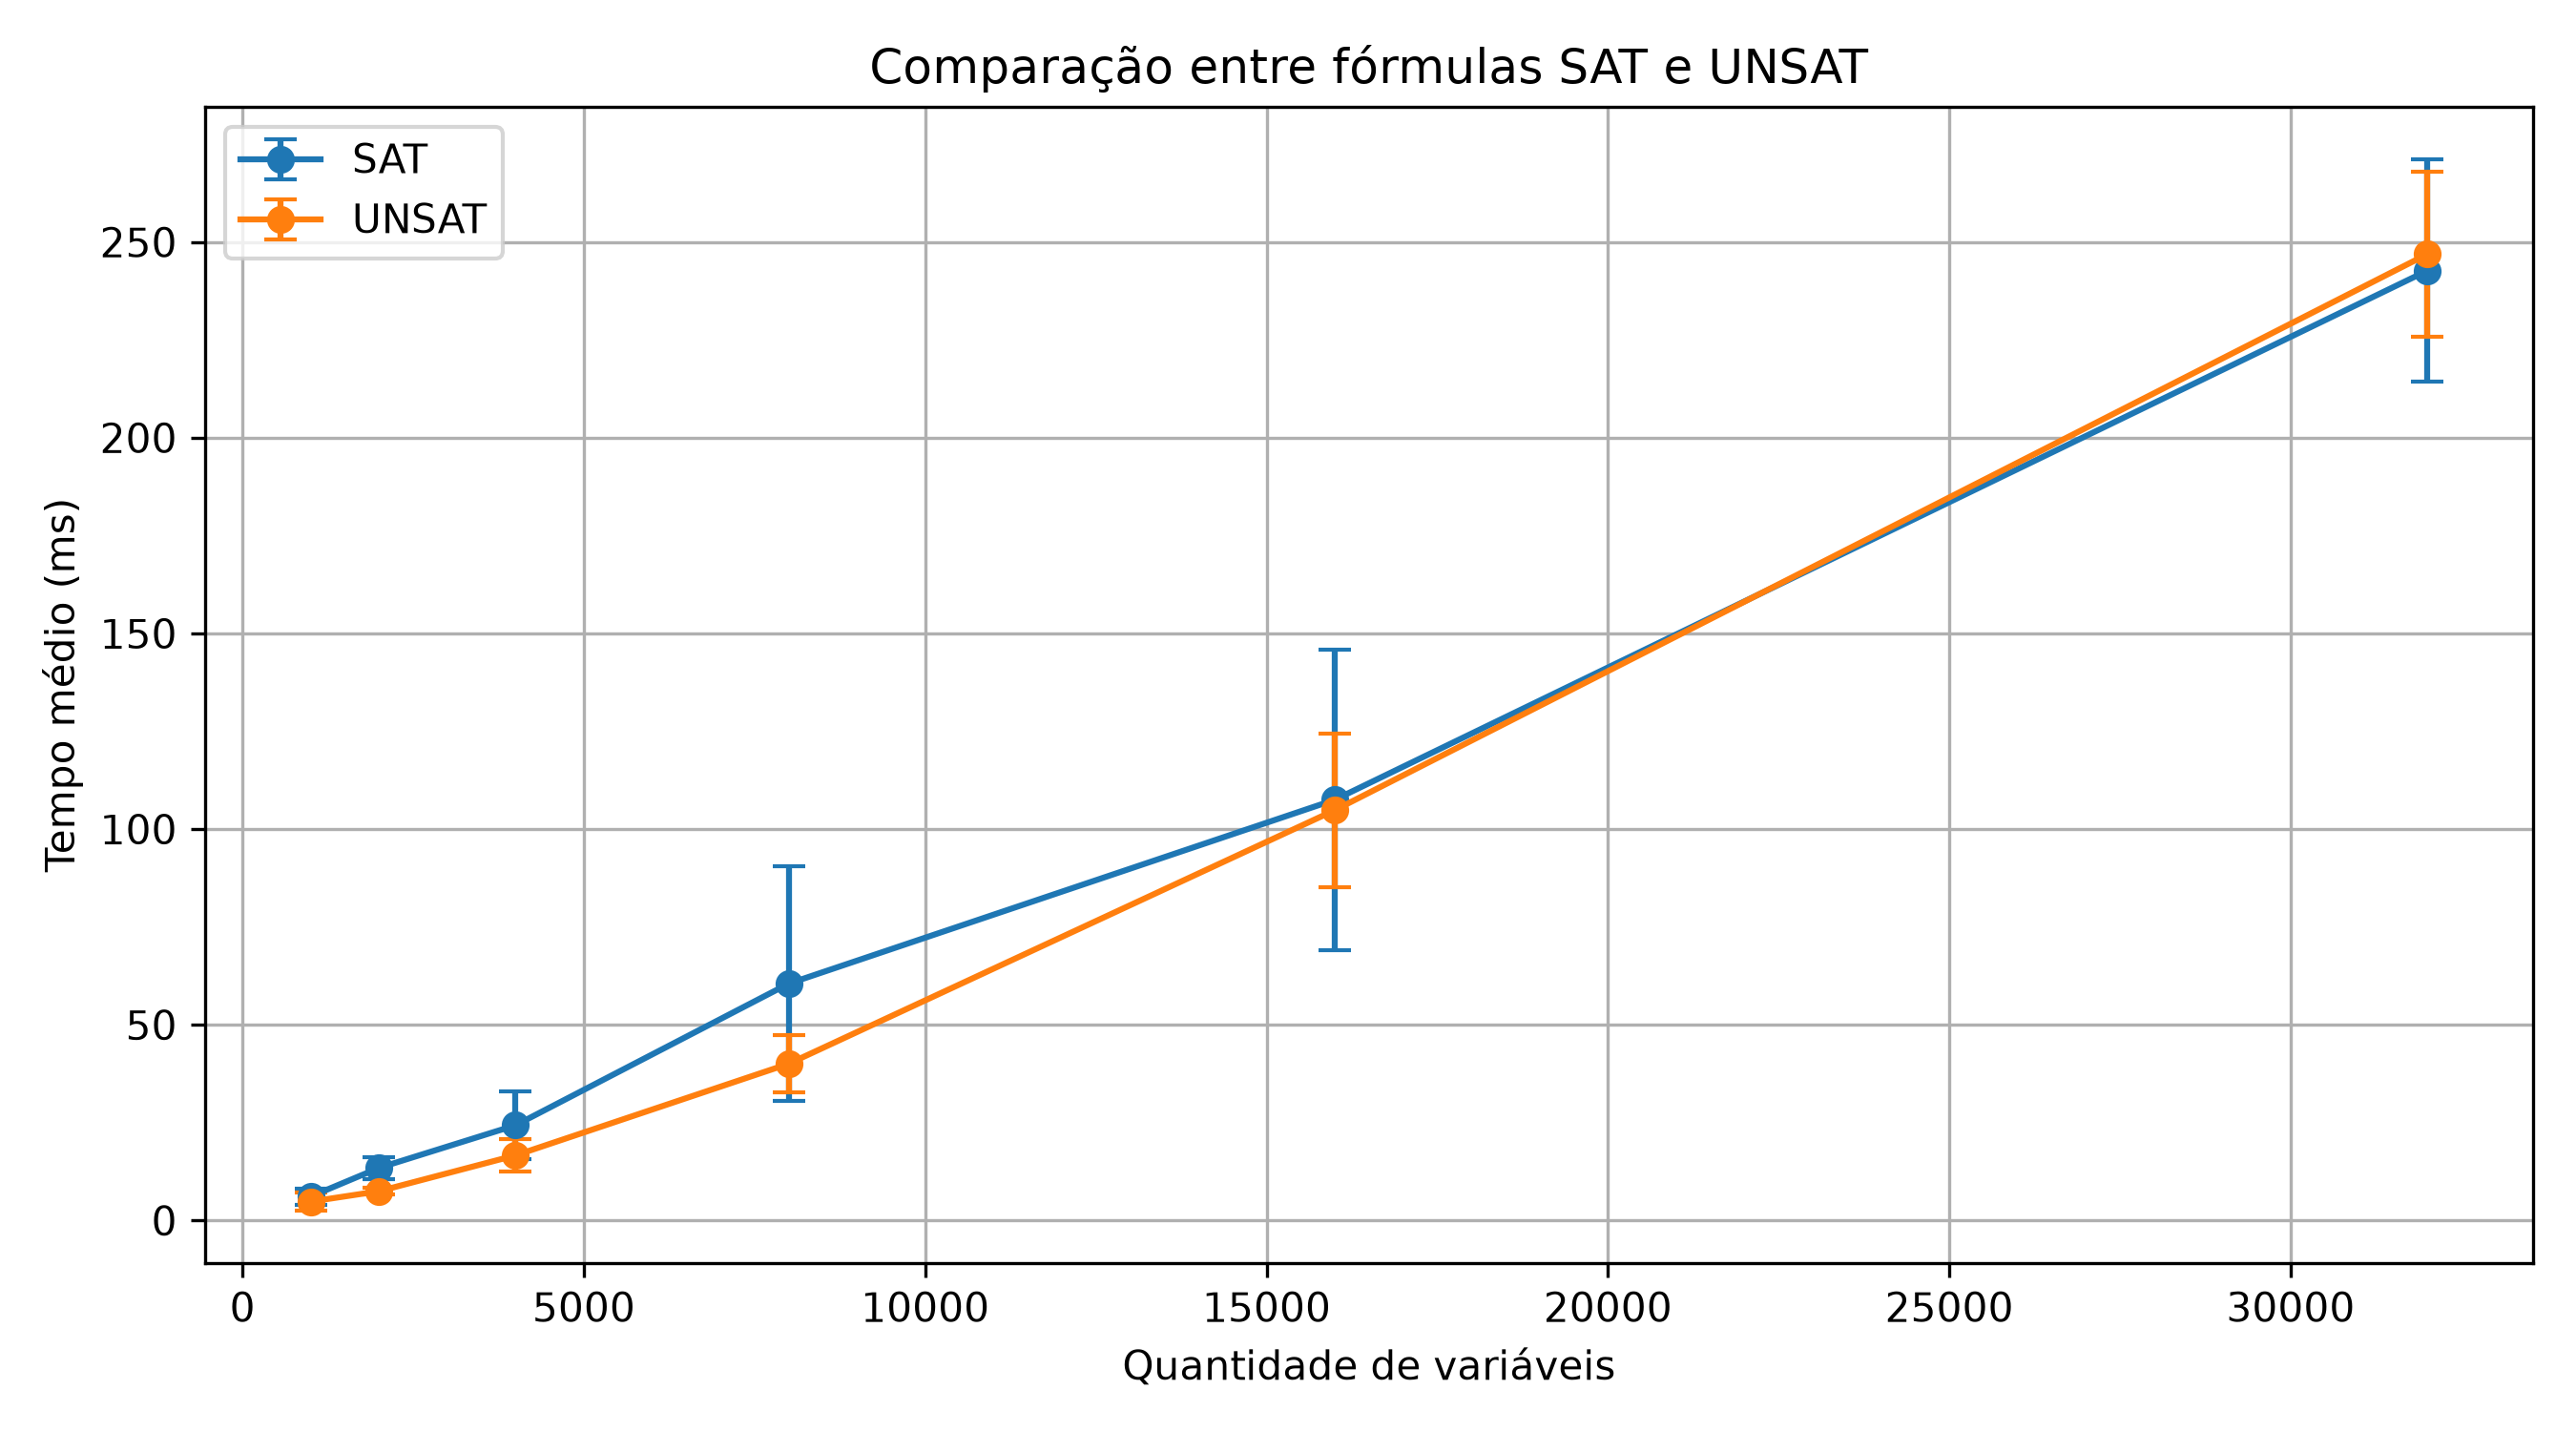 Comparação entre fórmulas SAT e UNSAT
SAT
UNSAT
Tempo médio (ms)
250
200
150
100
50
0
0 5000 10000 15000 20000 25000 30000
Quantidade de variáveis